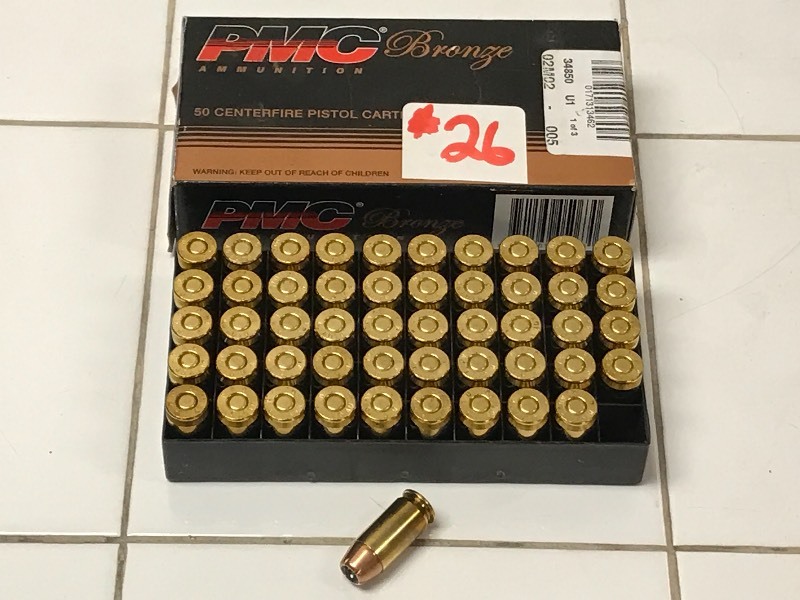 PMC® Bronze
AMMUNITION
50 CENTERFIRE PISTOL CART
#26
WARNING: KEEP OUT OF REACH OF CHILDREN
34850 U1 1 of 3
02M02 - 005
PMC® Bronze